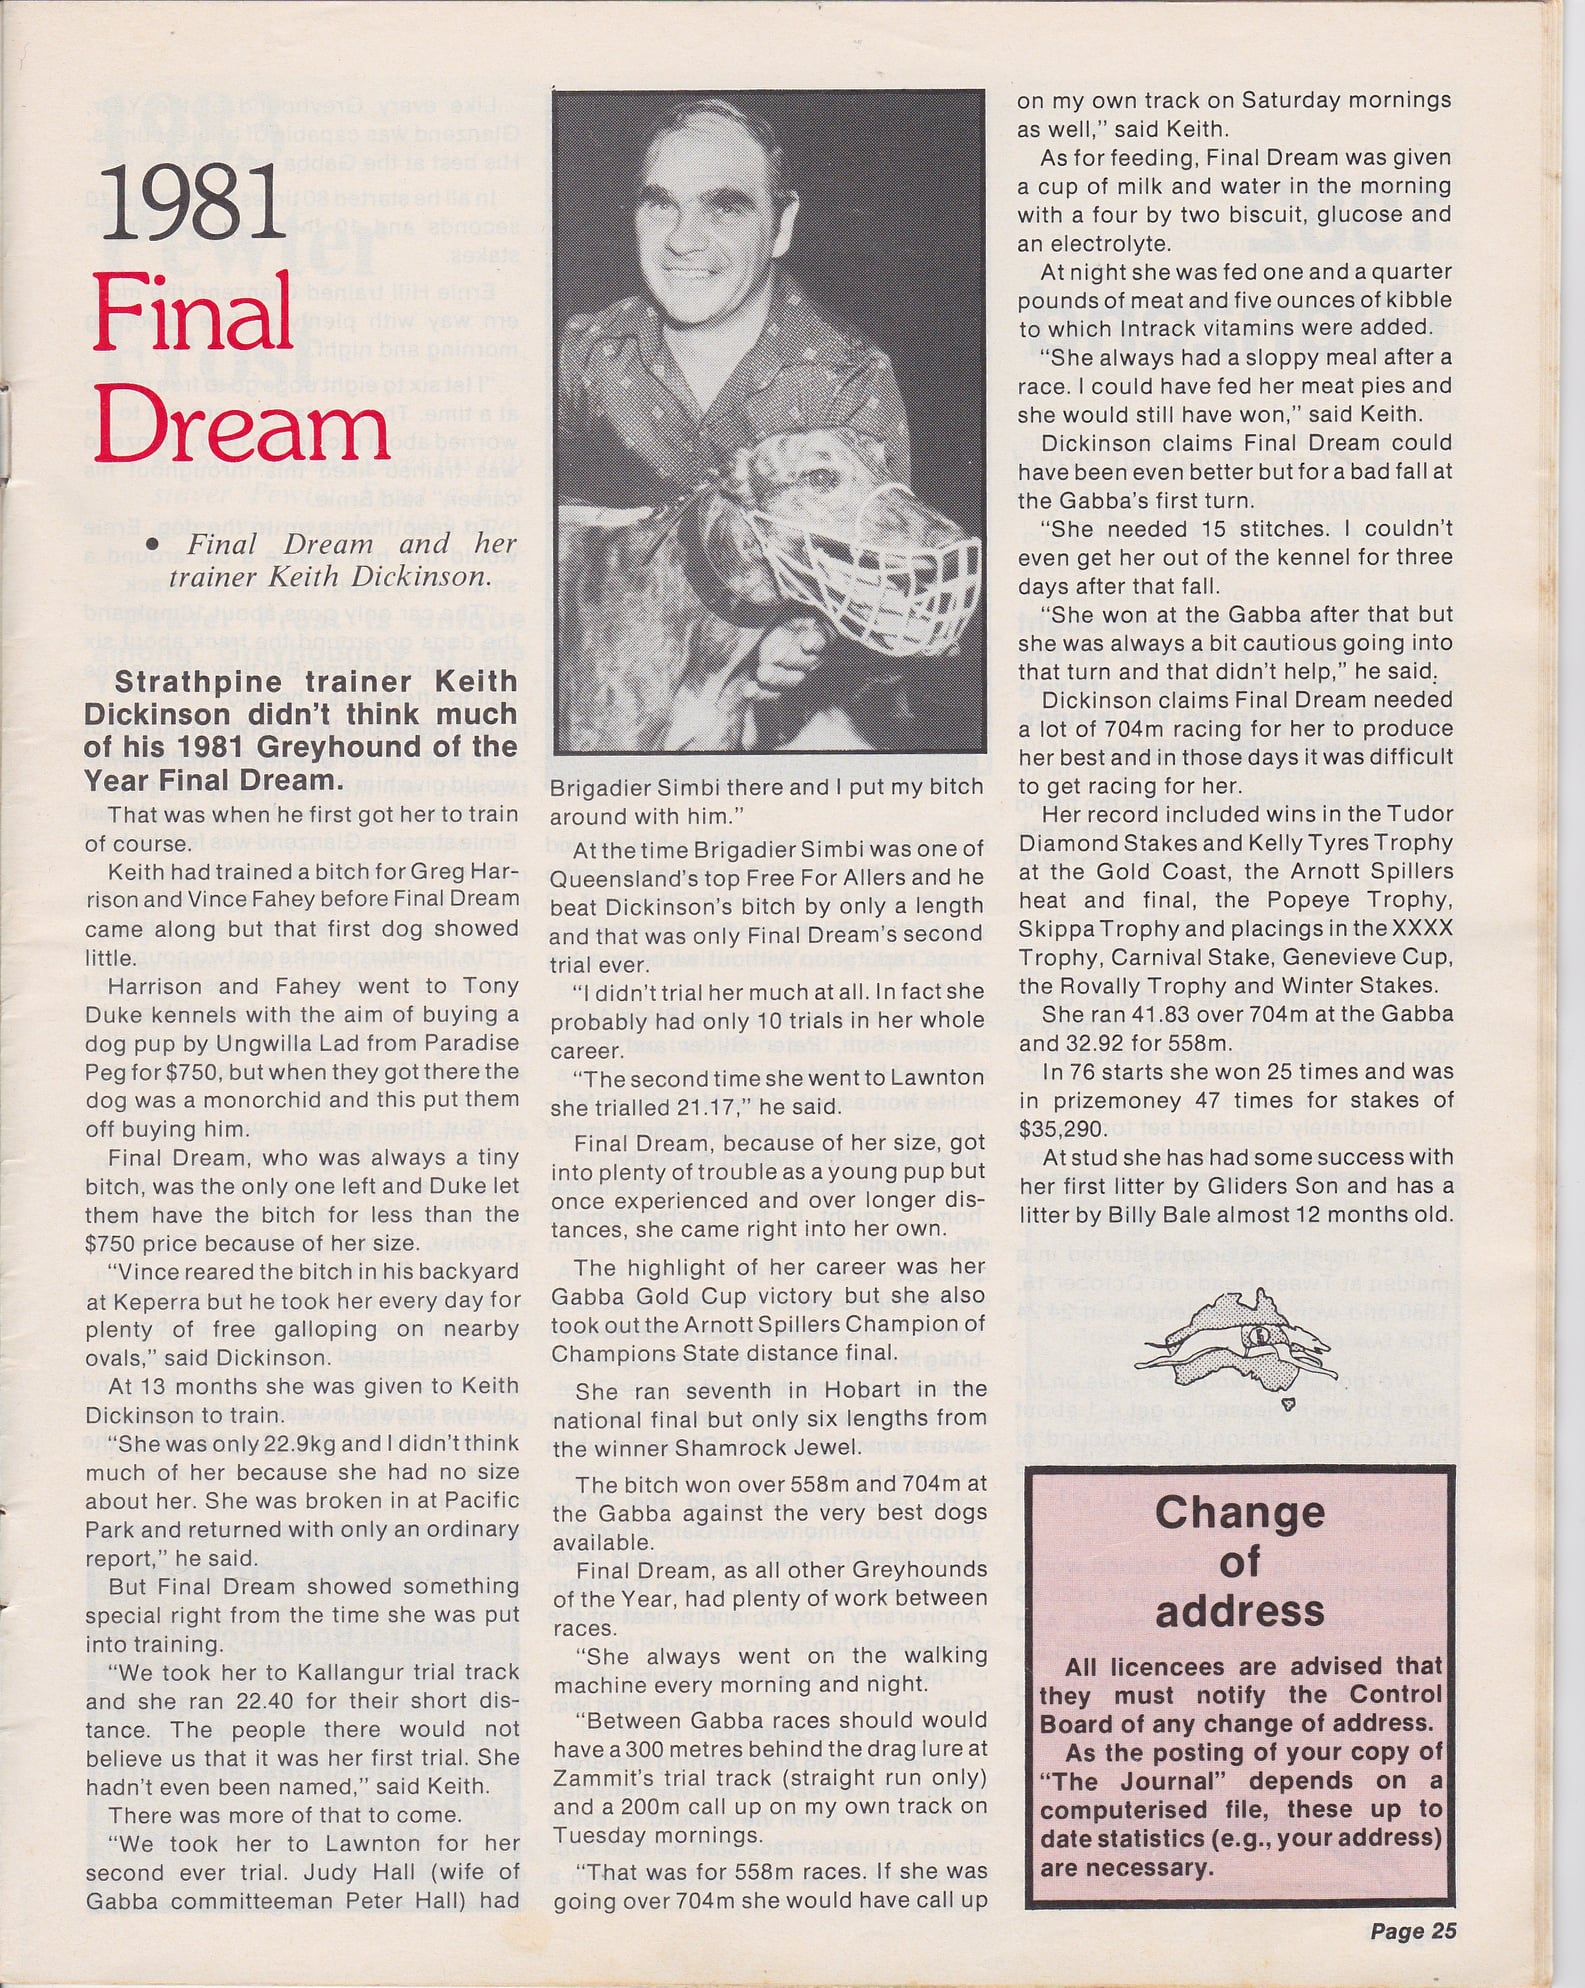 1981
Final
Dream
• Final Dream and her
trainer Keith Dickinson.
Strathpine trainer Keith
Dickinson didn't think much
of his 1981 Greyhound of the
Year Final Dream.
That was when he first got her to train
of course.
Keith had trained a bitch for Greg Har-
rison and Vince Fahey before Final Dream
came along but that first dog showed
little.
Harrison and Fahey went to Tony
Duke kennels with the aim of buying a
dog pup by Ungwilla Lad from Paradise
Peg for $750, but when they got there the
dog was a monorchid and this put them
off buying him.
Final Dream, who was always a tiny
bitch, was the only one left and Duke let
them have the bitch for less than the
$750 price because of her size.
"Vince reared the bitch in his backyard
at Keperra but he took her every day for
plenty of free galloping on nearby
ovals," said Dickinson.
At 13 months she was given to Keith
Dickinson to train.
"She was only 22.9kg and I didn't think
much of her because she had no size
about her. She was broken in at Pacific
Park and returned with only an ordinary
report," he said.
But Final Dream showed something
special right from the time she was put
into training.
"We took her to Kallangur trial track
and she ran 22.40 for their short dis-
tance. The people there would not
believe us that it was her first trial. She
hadn't even been named," said Keith.
There was more of that to come.
"We took her to Lawnton for her
second ever trial. Judy Hall (wife of
Gabba committeeman Peter Hall) had
Brigadier Simbi there and I put my bitch
around with him."
At the time Brigadier Simbi was one of
Queensland's top Free For Allers and he
beat Dickinson's bitch by only a length
and that was only Final Dream's second
trial ever.
"I didn't trial her much at all. In fact she
probably had only 10 trials in her whole
career.
"The second time she went to Lawnton
she trialled 21.17," he said.
Final Dream, because of her size, got
into plenty of trouble as a young pup but
once experienced and over longer dis-
tances, she came right into her own.
The highlight of her career was her
Gabba Gold Cup victory but she also
took out the Arnott Spillers Champion of
Champions State distance final.
She ran seventh in Hobart in the
national final but only six lengths from
the winner Shamrock Jewel.
The bitch won over 558m and 704m at
the Gabba against the very best dogs
available.
Final Dream, as all other Greyhounds
of the Year, had plenty of work between
races.
"She always went on the walking
machine every morning and night.
"Between Gabba races should would
have a 300 metres behind the drag lure at
Zammit's trial track (straight run only)
and a 200m call up on my own track on
Tuesday mornings.
"That was for 558m races. If she was
going over 704m she would have call up
on my own track on Saturday mornings
as well," said Keith.
As for feeding, Final Dream was given
a cup of milk and water in the morning
with a four by two biscuit, glucose and
an electrolyte.
At night she was fed one and a quarter
pounds of meat and five ounces of kibble
to which Intrack vitamins were added.
"She always had a sloppy meal after a
race. I could have fed her meat pies and
she would still have won," said Keith.
Dickinson claims Final Dream could
have been even better but for a bad fall at
the Gabba's first turn.
"She needed 15 stitches. I couldn't
even get her out of the kennel for three
days after that fall.
"She won at the Gabba after that but
she was always a bit cautious going into
that turn and that didn't help," he said.
Dickinson claims Final Dream needed
a lot of 704m racing for her to produce
her best and in those days it was difficult
to get racing for her.
Her record included wins in the Tudor
Diamond Stakes and Kelly Tyres Trophy
at the Gold Coast, the Arnott Spillers
heat and final, the Popeye Trophy,
Skippa Trophy and placings in the XXXX
Trophy, Carnival Stake, Genevieve Cup,
the Rovally Trophy and Winter Stakes.
She ran 41.83 over 704m at the Gabba
and 32.92 for 558m.
In 76 starts she won 25 times and was
in prizemoney 47 times for stakes of
$35,290.
At stud she has had some success with
her first litter by Gliders Son and has a
litter by Billy Bale almost 12 months old.
Change
of
address
All licencees are advised that
they must notify the Control
Board of any change of address.
As the posting of your copy of
"The Journal" depends on a
computerised file, these up to
date statistics (e.g., your address)
are necessary.
Page 25